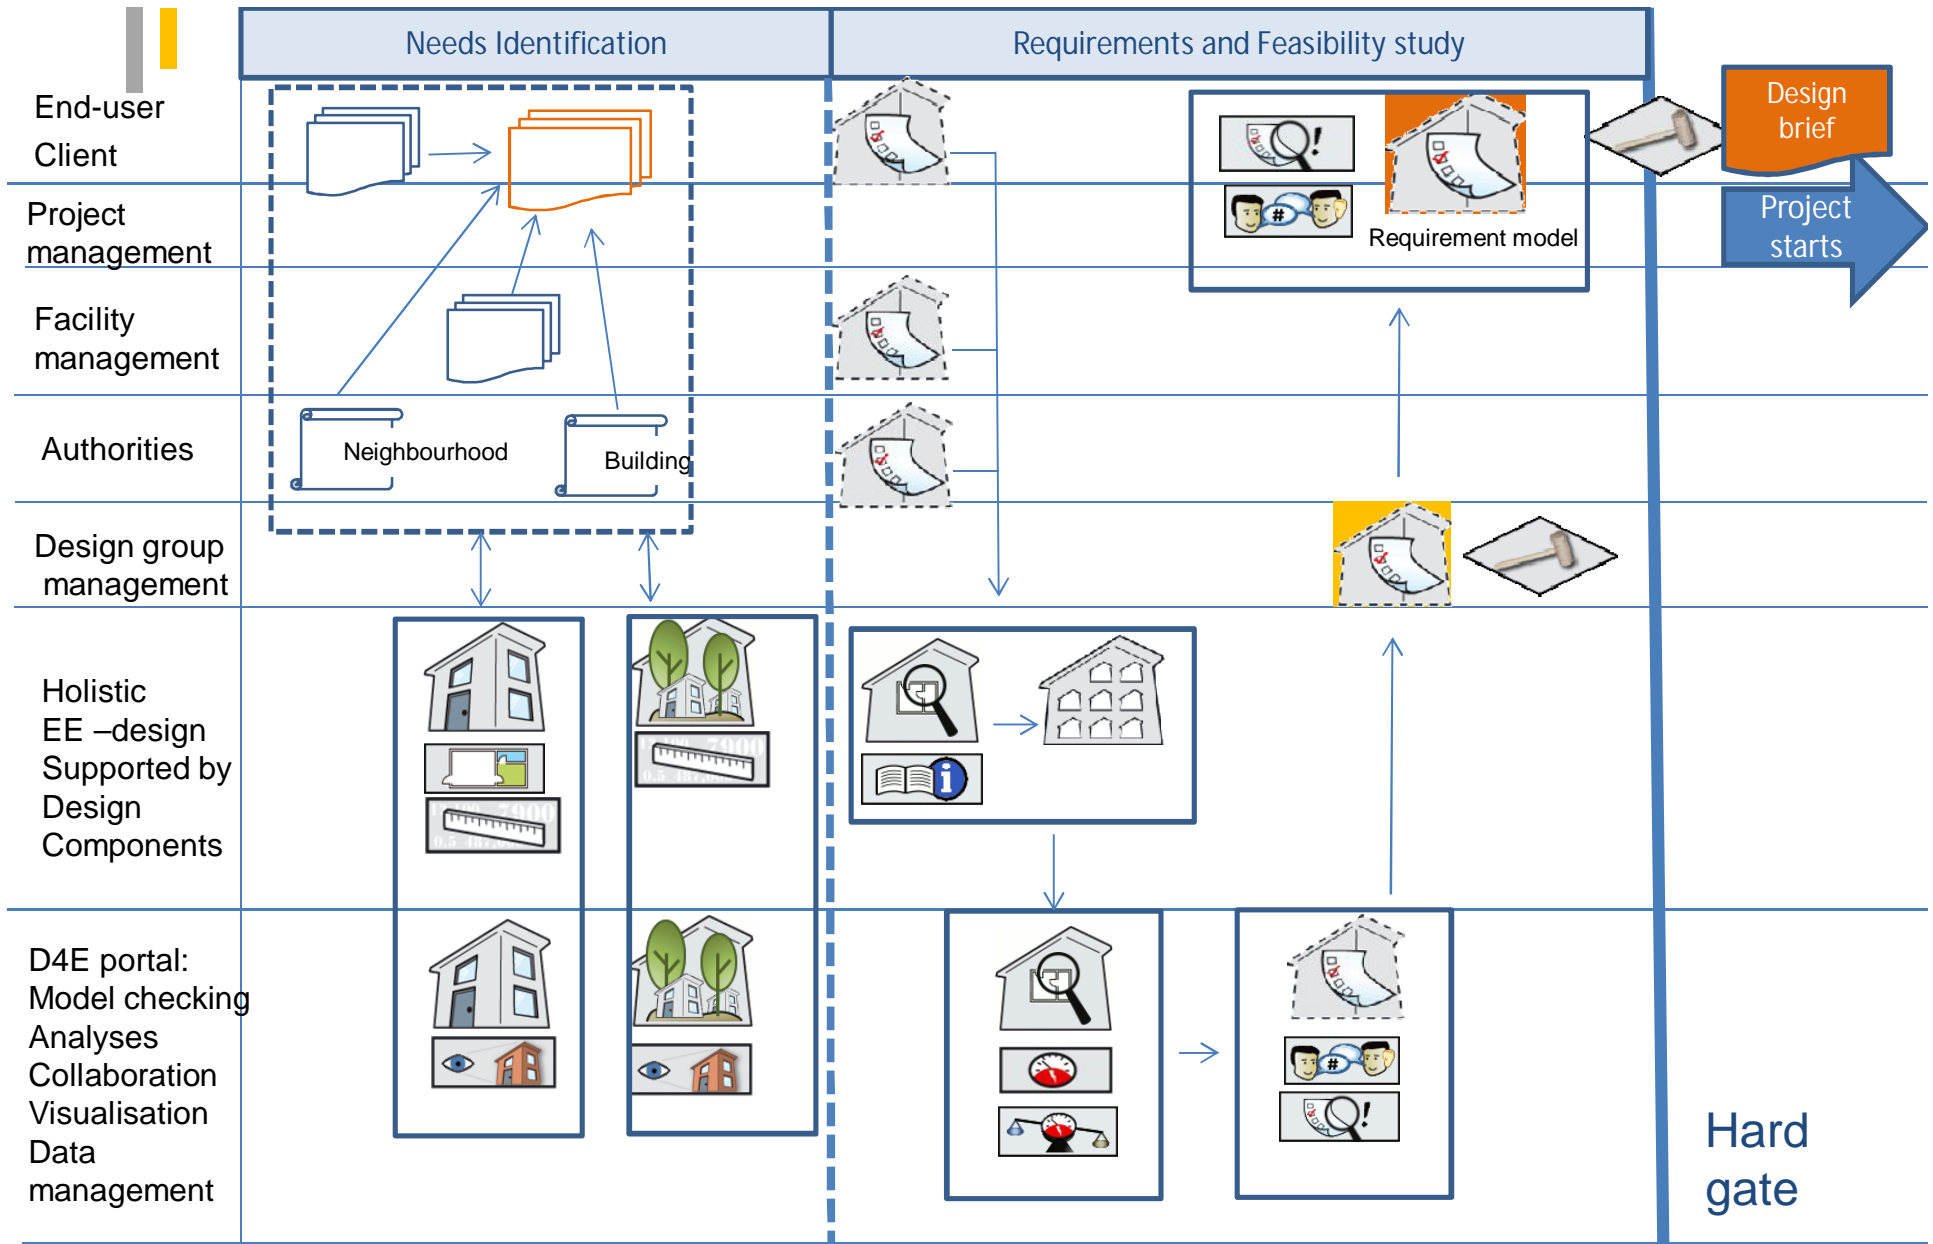 Needs Identification
Requirements and Feasibility study
End-user
Client
Design
brief
Project
management
Project
starts
#
!
Requirement model
Facility
management
Authorities
Neighbourhood
Building
Design group
management
Holistic
EE –design
Supported by
Design
Components
7900
7900
i
D4E portal:
Model checking
Analyses
Collaboration
Visualisation
Data
management
#
!
Hard
gate